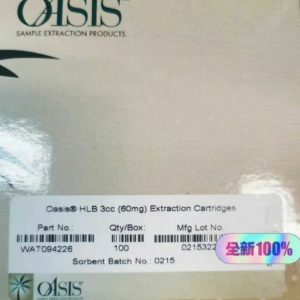 OASIS
SAMPLE EXTRACTION PRODUCTS
Oasis® HLB 3cc (60mg) Extraction Cartridges
Part No.: Qty/Box: Mfg Lot No.
WAT094226 100 0215322
全新100%
Sorbent Batch No.: 0215
OASIS